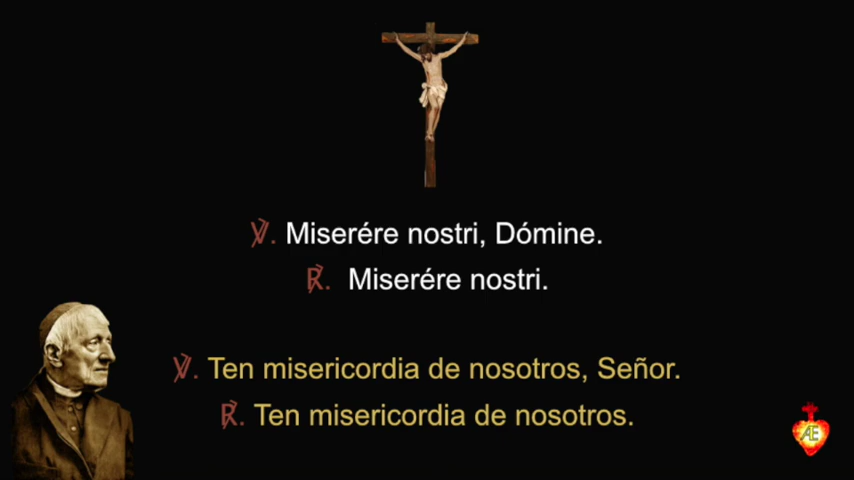 ℣. Miserére nostri, Dómine.
℟. Miserére nostri.
℣. Ten misericordia de nosotros, Señor.
℟. Ten misericordia de nosotros.
Æ